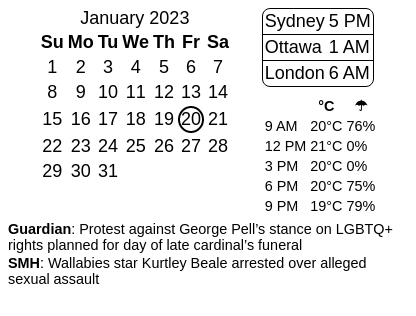 January 2023
Su Mo Tu We Th Fr Sa
1 2 3 4 5 6 7
8 9 10 11 12 13 14
15 16 17 18 19 20 21
22 23 24 25 26 27 28
29 30 31
Sydney 5 PM
Ottawa 1 AM
London 6 AM
°C ☂
9 AM 20°C 76%
12 PM 21°C 0%
3 PM 20°C 0%
6 PM 20°C 75%
9 PM 19°C 79%
Guardian: Protest against George Pell’s stance on LGBTQ+
rights planned for day of late cardinal’s funeral
SMH: Wallabies star Kurtley Beale arrested over alleged
sexual assault